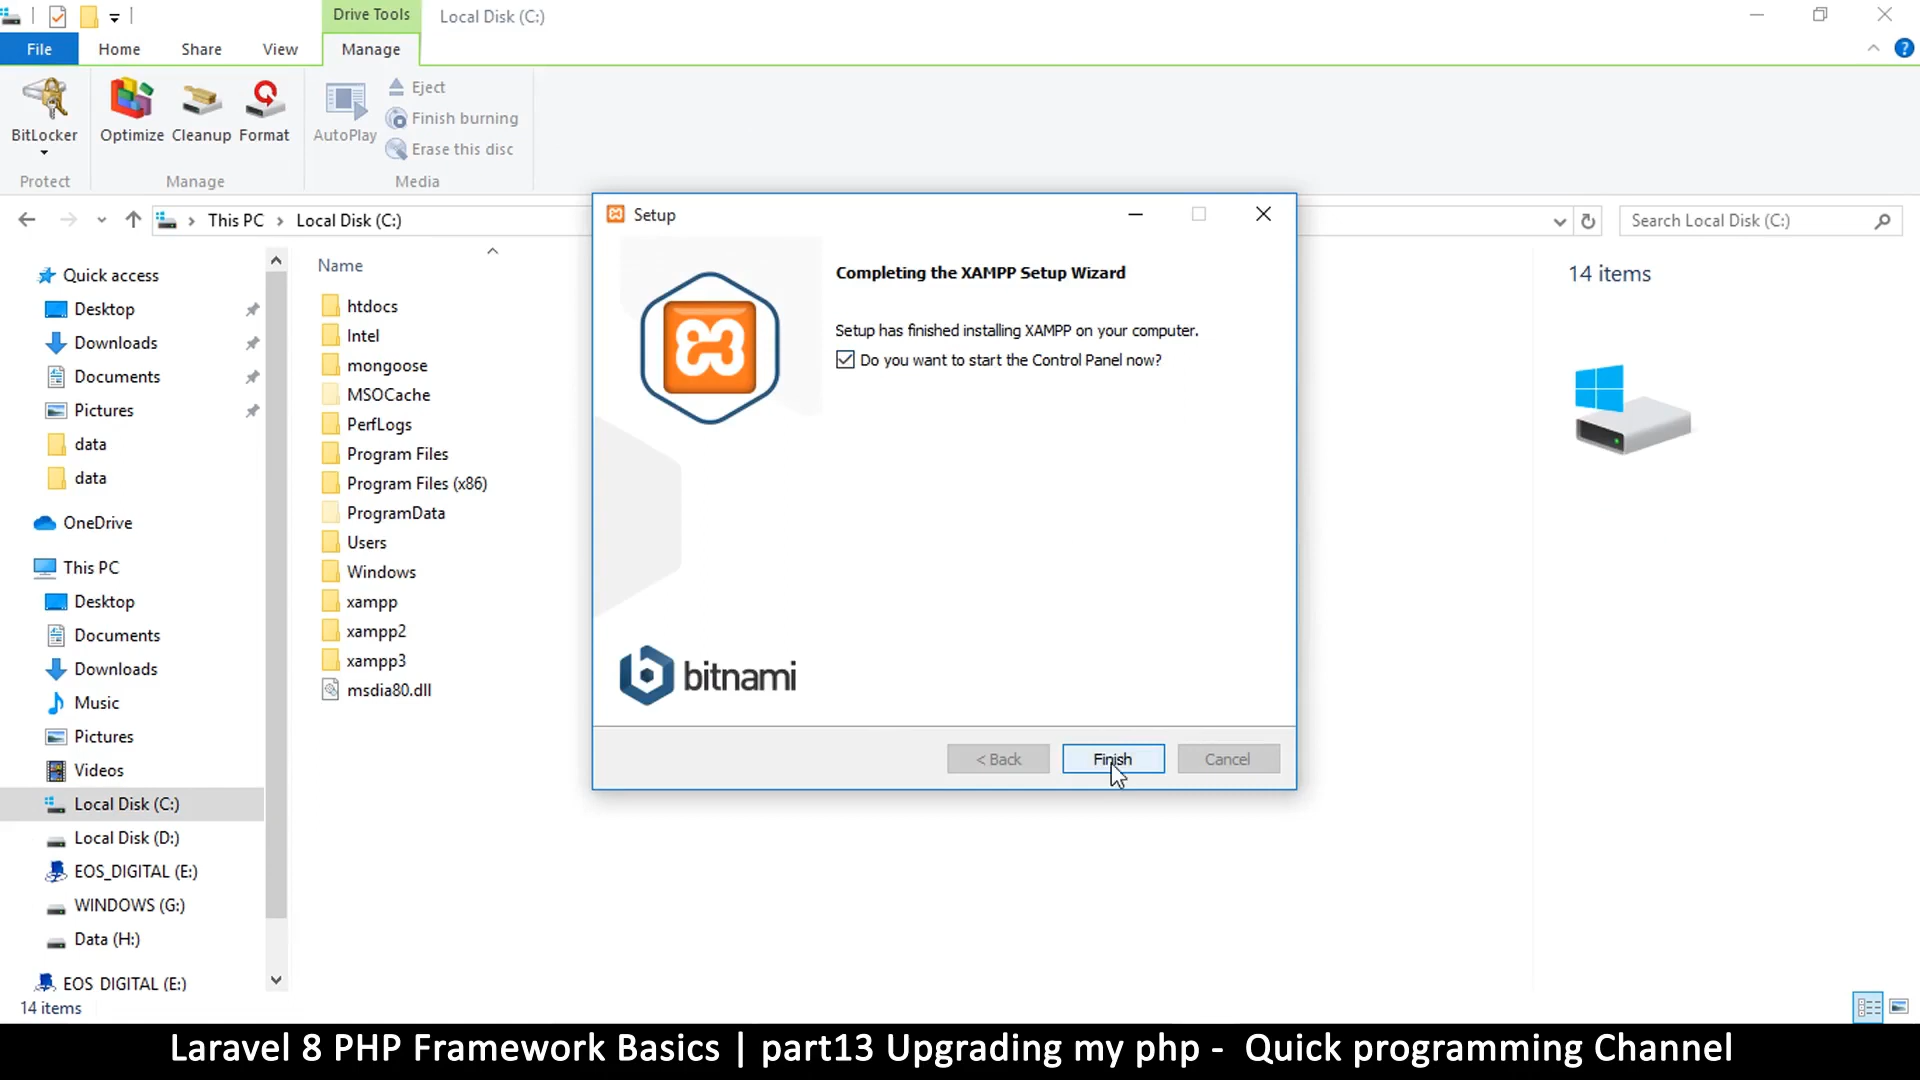 Drive Tools
Local Disk (C:)
File
Home
Share
View
Manage
?
BitLocker
Optimize
Cleanup
Format
AutoPlay
Eject
Finish burning
Erase this disc
Protect
Manage
Media
This PC > Local Disk (C:)
Search Local Disk (C:)
Quick access
Desktop
Downloads
Documents
Pictures
data
data
OneDrive
This PC
Desktop
Documents
Downloads
Music
Pictures
Videos
Local Disk (C:)
Local Disk (D:)
EOS_DIGITAL (E:)
WINDOWS (G:)
Data (H:)
EOS_DIGITAL (E:)
14 items
Name
htdocs
Intel
mongoose
MSOCache
PerfLogs
Program Files
Program Files (x86)
ProgramData
Users
Windows
xampp
xampp2
xampp3
msdia80.dll
Setup
Completing the XAMPP Setup Wizard
Setup has finished installing XAMPP on your computer.
Do you want to start the Control Panel now?
bitnami
< Back
Finish
Cancel
14 items
Laravel 8 PHP Framework Basics | part13 Upgrading my php - Quick programming Channel